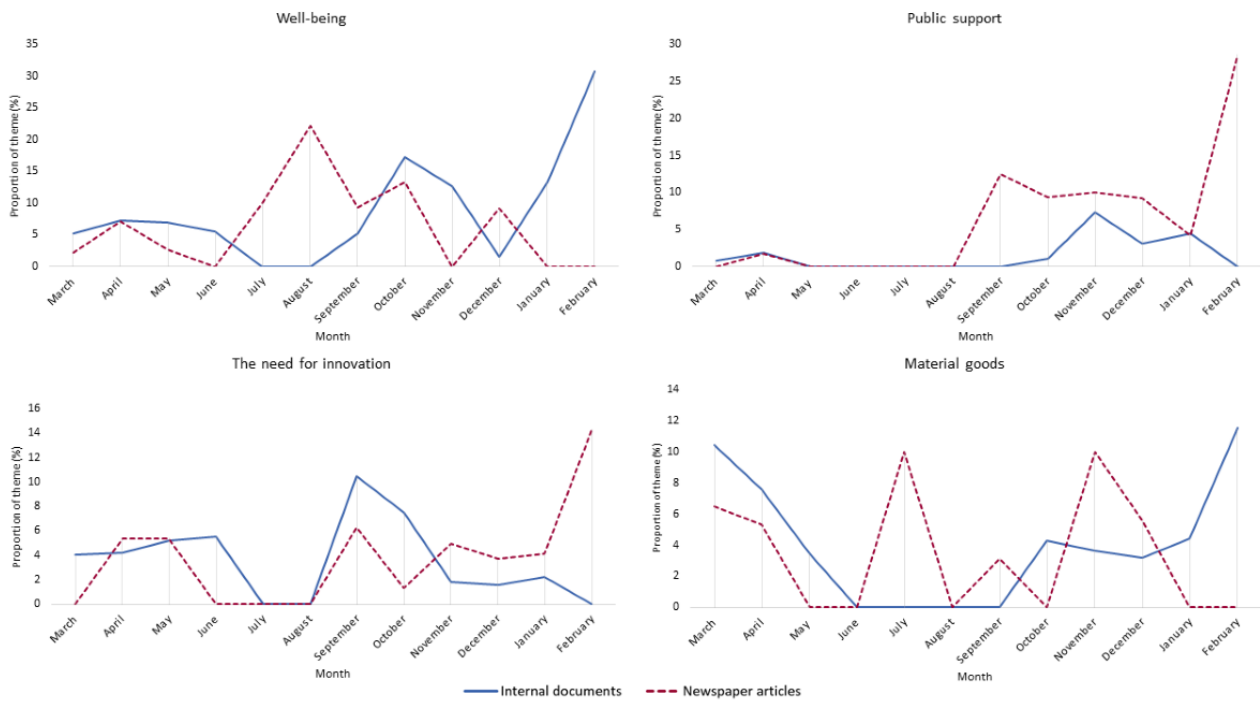 Well-being
Proportion of theme (%)
35
30
25
20
15
10
5
0
March
April
May
June
July
August
September
October
November
December
January
February
Month
Public support
Proportion of theme (%)
30
25
20
15
10
5
0
March
April
May
June
July
August
September
October
November
December
January
February
Month
The need for innovation
Proportion of theme (%)
16
14
12
10
8
6
4
2
0
March
April
May
June
July
August
September
October
November
December
January
February
Month
Material goods
Proportion of theme (%)
14
12
10
8
6
4
2
0
March
April
May
June
July
August
September
October
November
December
January
February
Month
Internal documents
Newspaper articles